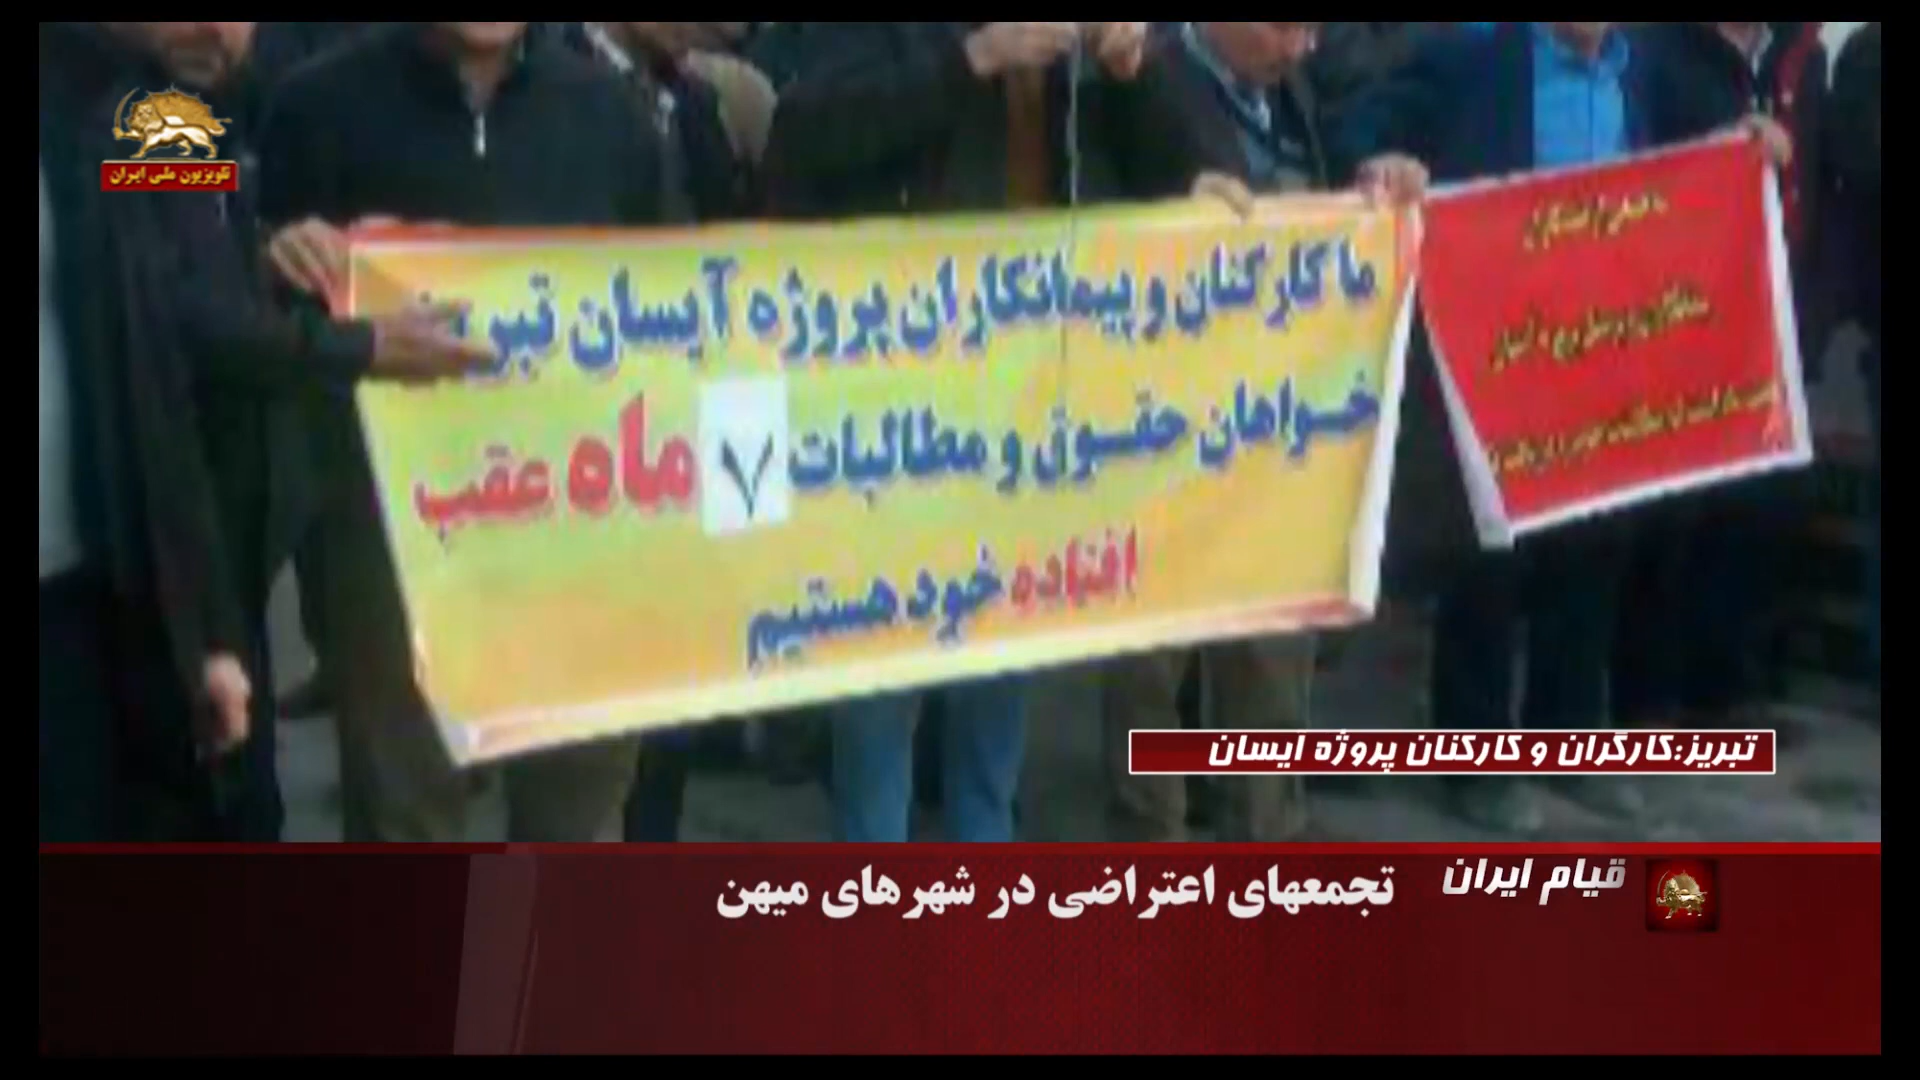 تلویزیون ملی ایران
ما کارکنان و پیمانکاران پروژه آیسان تبریز
خواهان حقوق و مطالبات ۷ ماه عقب
افتاده خود هستیم
تبریز:کارگران و کارکنان پروژه ایسان
قیام ایران
تجمعهای اعتراضی در شهرهای میهن